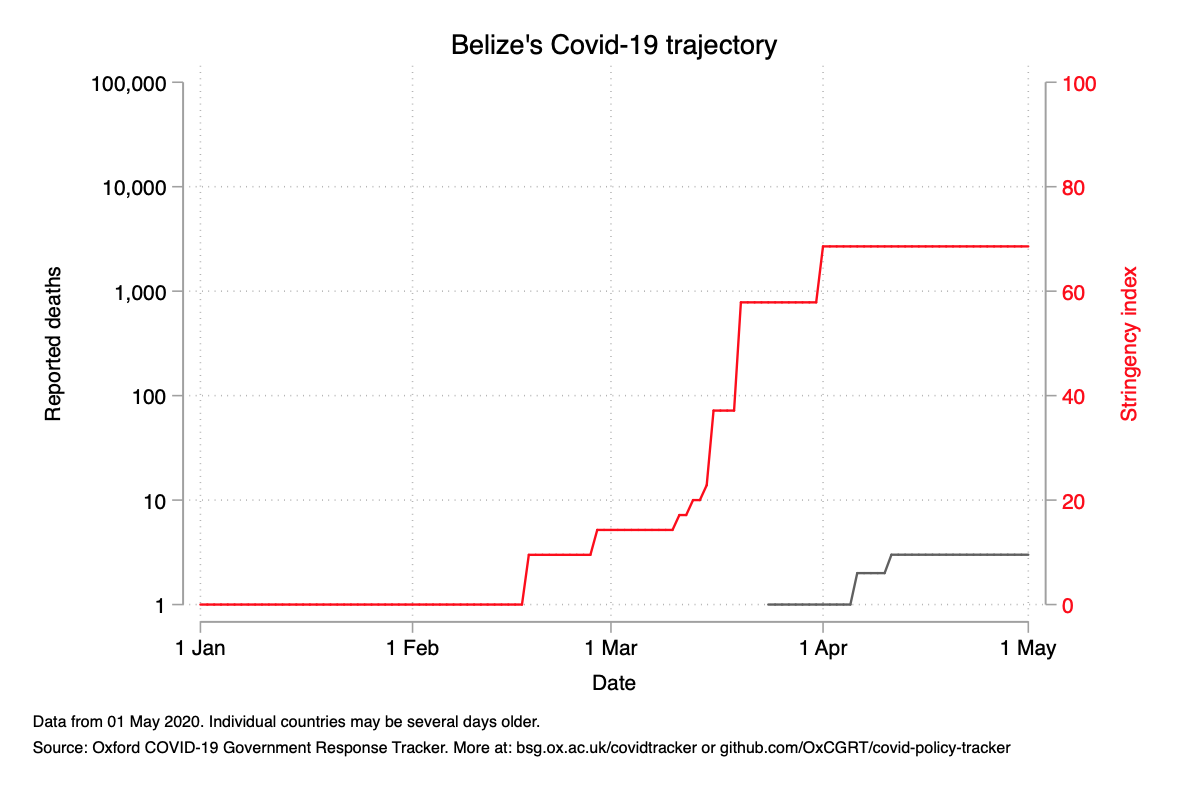 Belize's Covid-19 trajectory
100,000
10,000
1,000
100
10
1
Reported deaths
100
80
60
40
20
0
Stringency index
1 Jan
1 Feb
1 Mar
1 Apr
1 May
Date
Data from 01 May 2020. Individual countries may be several days older.
Source: Oxford COVID-19 Government Response Tracker. More at: bsg.ox.ac.uk/covidtracker or github.com/OxCGRT/covid-policy-tracker